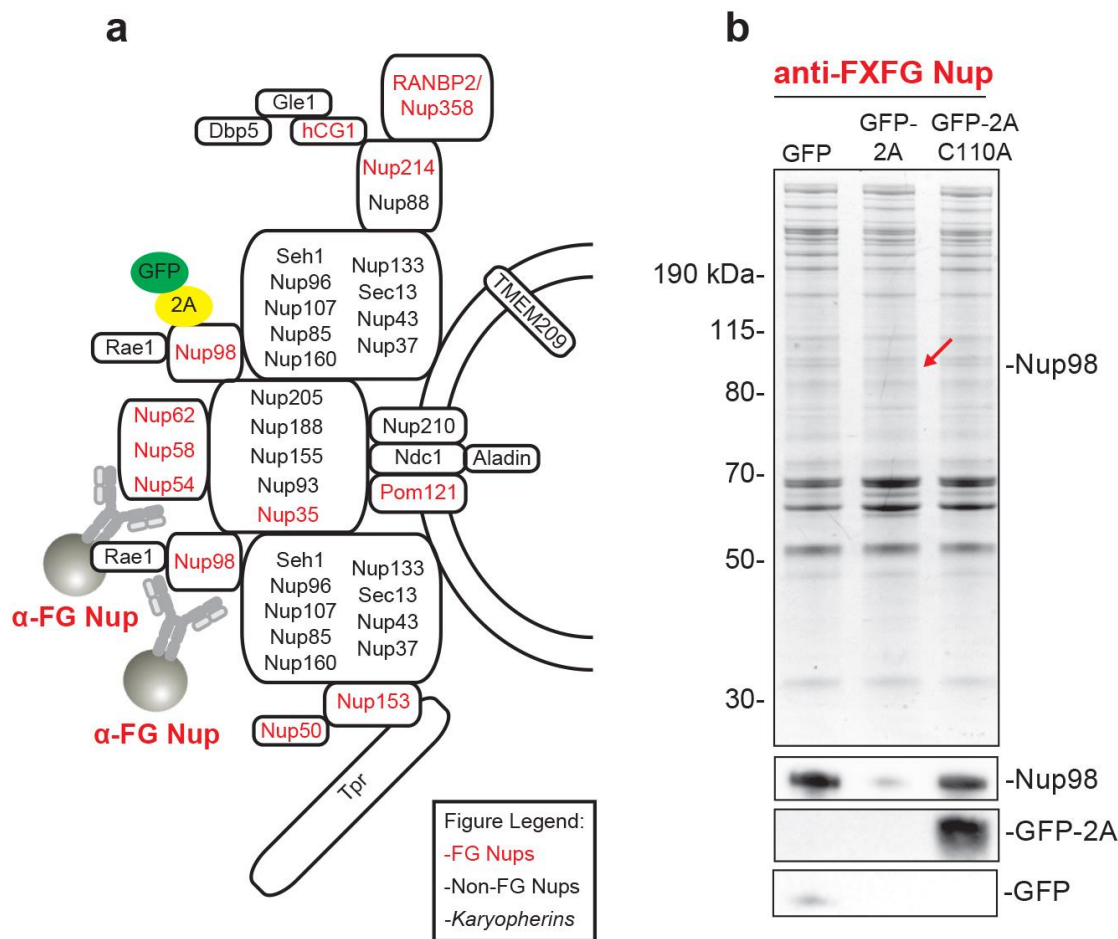 a
RANBP2/
Nup358
Gle1
Dbp5
hCG1
Nup214
Nup88
GFP
2A
Rae1
Nup98
Seh1
Nup96
Nup107
Nup85
Nup160
Nup133
Sec13
Nup43
Nup37
TMEM209
Nup62
Nup58
Nup54
Nup205
Nup188
Nup155
Nup93
Nup35
Nup210
Ndc1
Aladin
Pom121
Rae1
Nup98
α-FG Nup
α-FG Nup
Seh1
Nup96
Nup107
Nup85
Nup160
Nup133
Sec13
Nup43
Nup37
Nup153
Nup50
Tpr
Figure Legend:
-FG Nups
-Non-FG Nups
-Karyopherins
b
anti-FXFG Nup
GFP
GFP-
2A
GFP-2A
C110A
190 kDa-
115-
80-
70-
50-
30-
-Nup98
-Nup98
-GFP-2A
-GFP